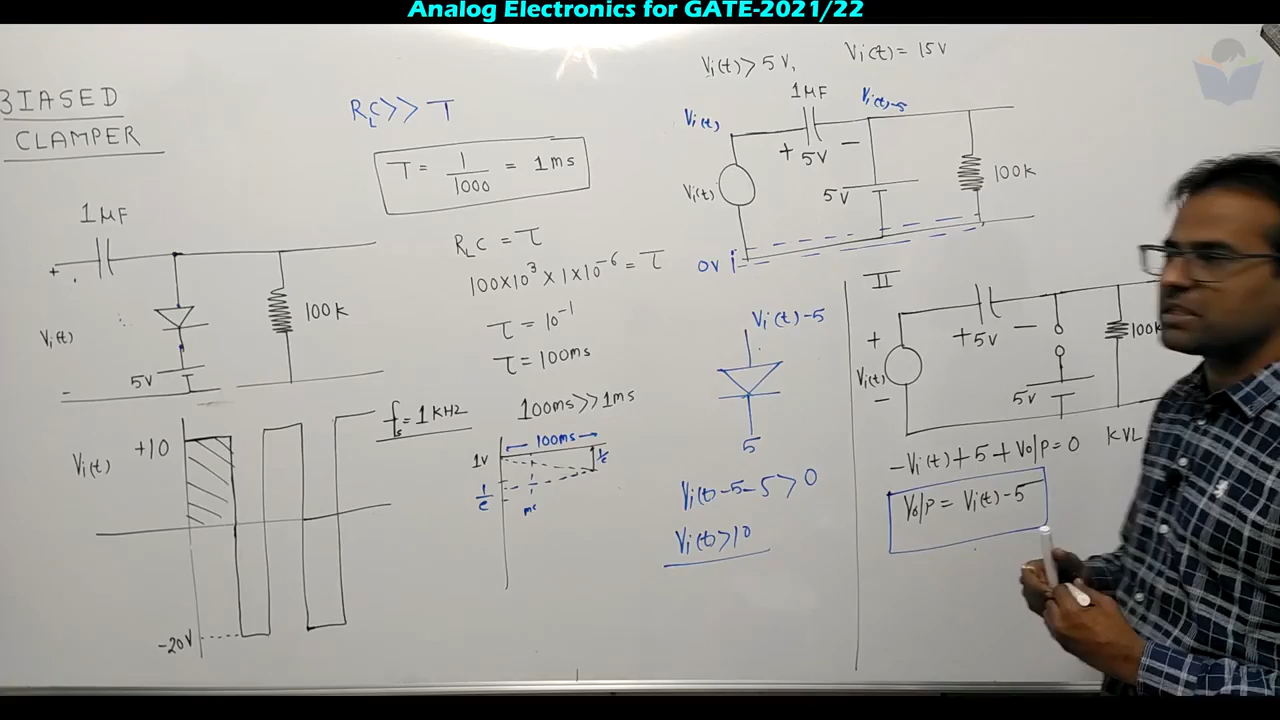 Analog Electronics for GATE-2021/22
BIASED
CLAMPER
1μF
+
Vi(t)
-
5V
100k
Vi(t)
+10
-20V
fs = 1 KHz
RLC >> T
T = 1/1000 = 1ms
RLC = τ
100×10³ × 1×10⁻⁶ = τ
τ = 10⁻¹
τ = 100ms
100ms >> 1ms
100ms
1V
1/e
1/e
Vi(t) > 5V,
Vi(t) = 15V
1μF
Vi(t)
Vi(t)-5
+ 5V -
Vi(t)
5V
100k
0V
Vi(t)-5
5
Vi(t)-5-5 > 0
Vi(t) > 10
II
+ 5V -
+
Vi(t)
-
5V
100k
-Vi(t) + 5 + Vo/p = 0
KVL
Vo/p = Vi(t) - 5